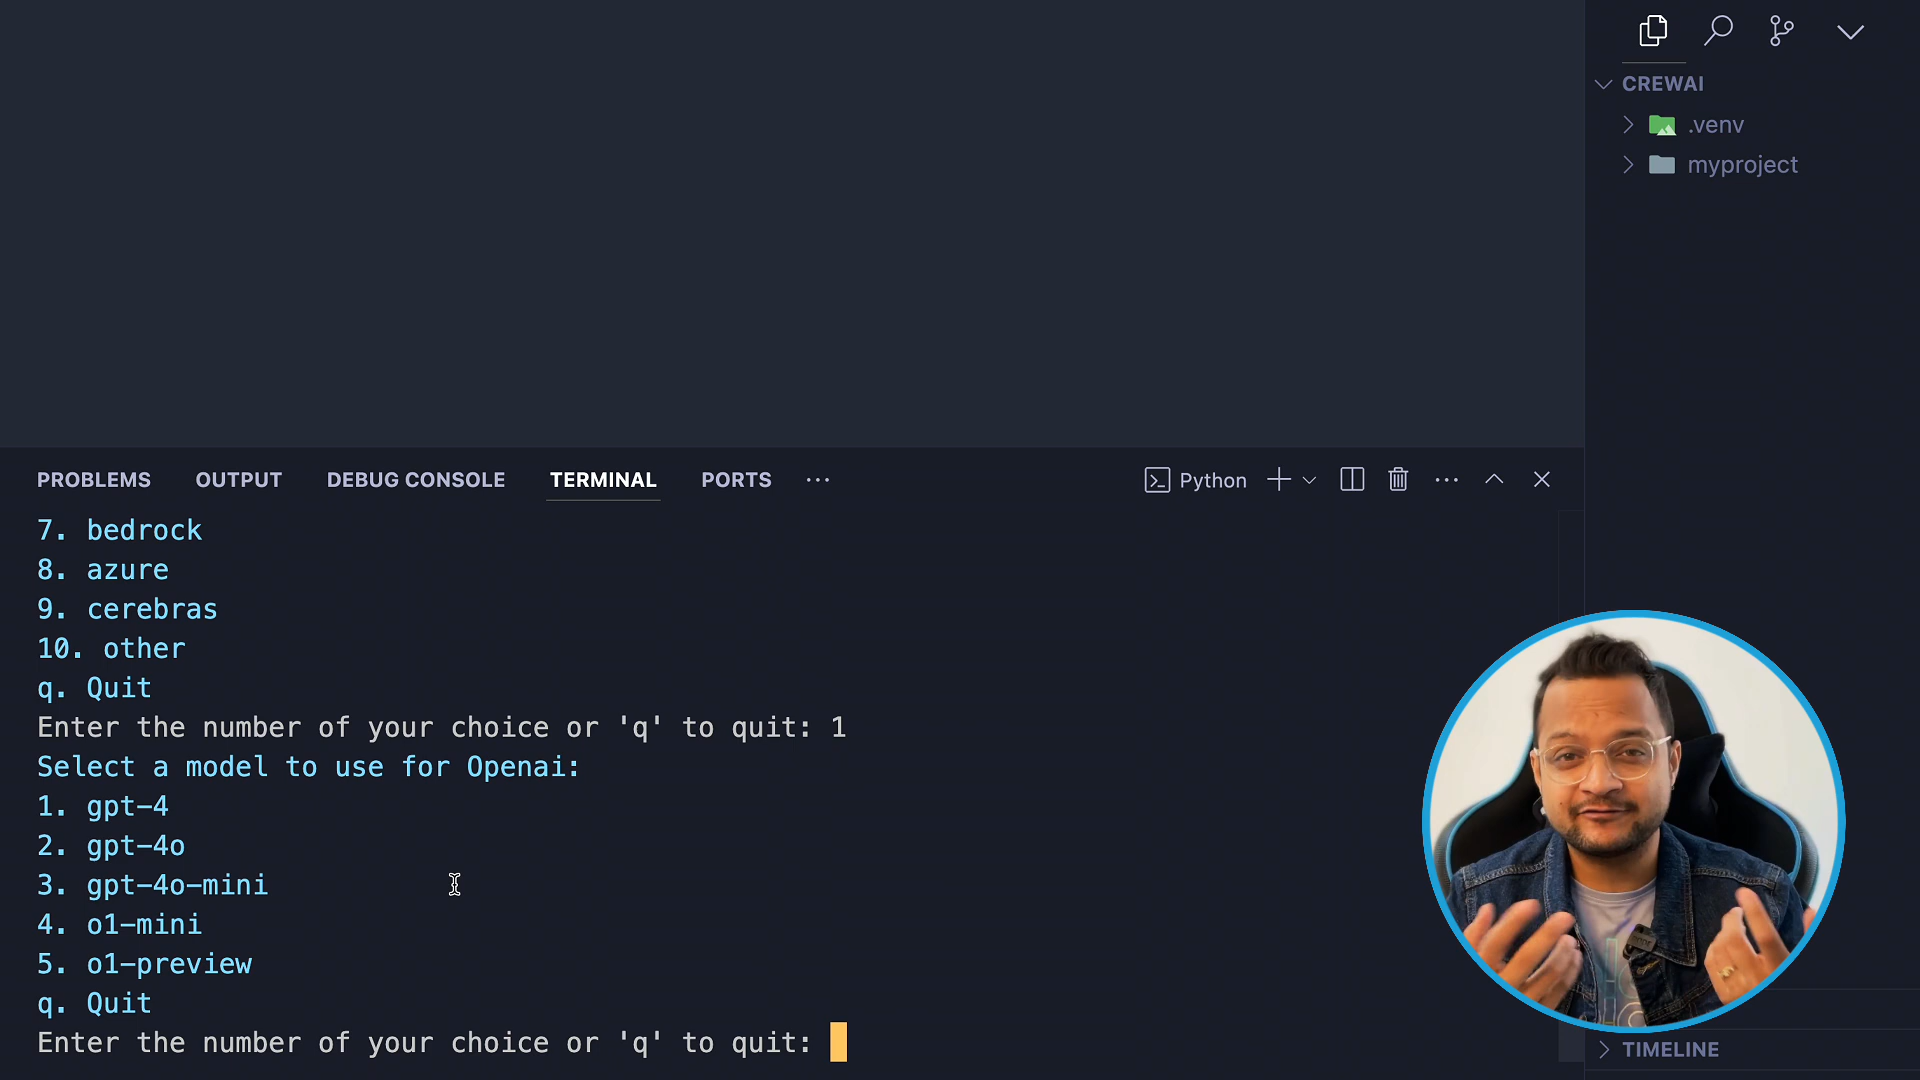 CREWAI
.venv
myproject
PROBLEMS OUTPUT DEBUG CONSOLE TERMINAL PORTS ··· Python
7. bedrock
8. azure
9. cerebras
10. other
q. Quit
Enter the number of your choice or 'q' to quit: 1
Select a model to use for Openai:
1. gpt-4
2. gpt-4o
3. gpt-4o-mini
4. o1-mini
5. o1-preview
q. Quit
Enter the number of your choice or 'q' to quit:
TIMELINE